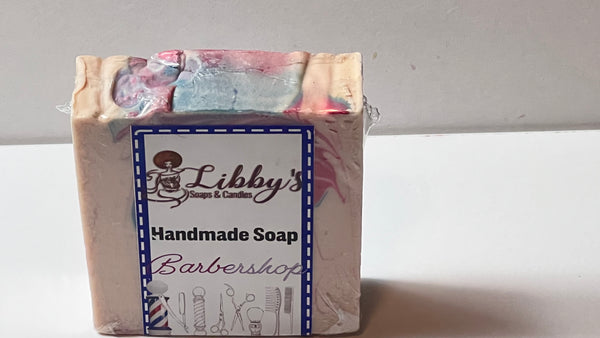 Libby's
Soaps & Candles
Handmade Soap
Barbershop